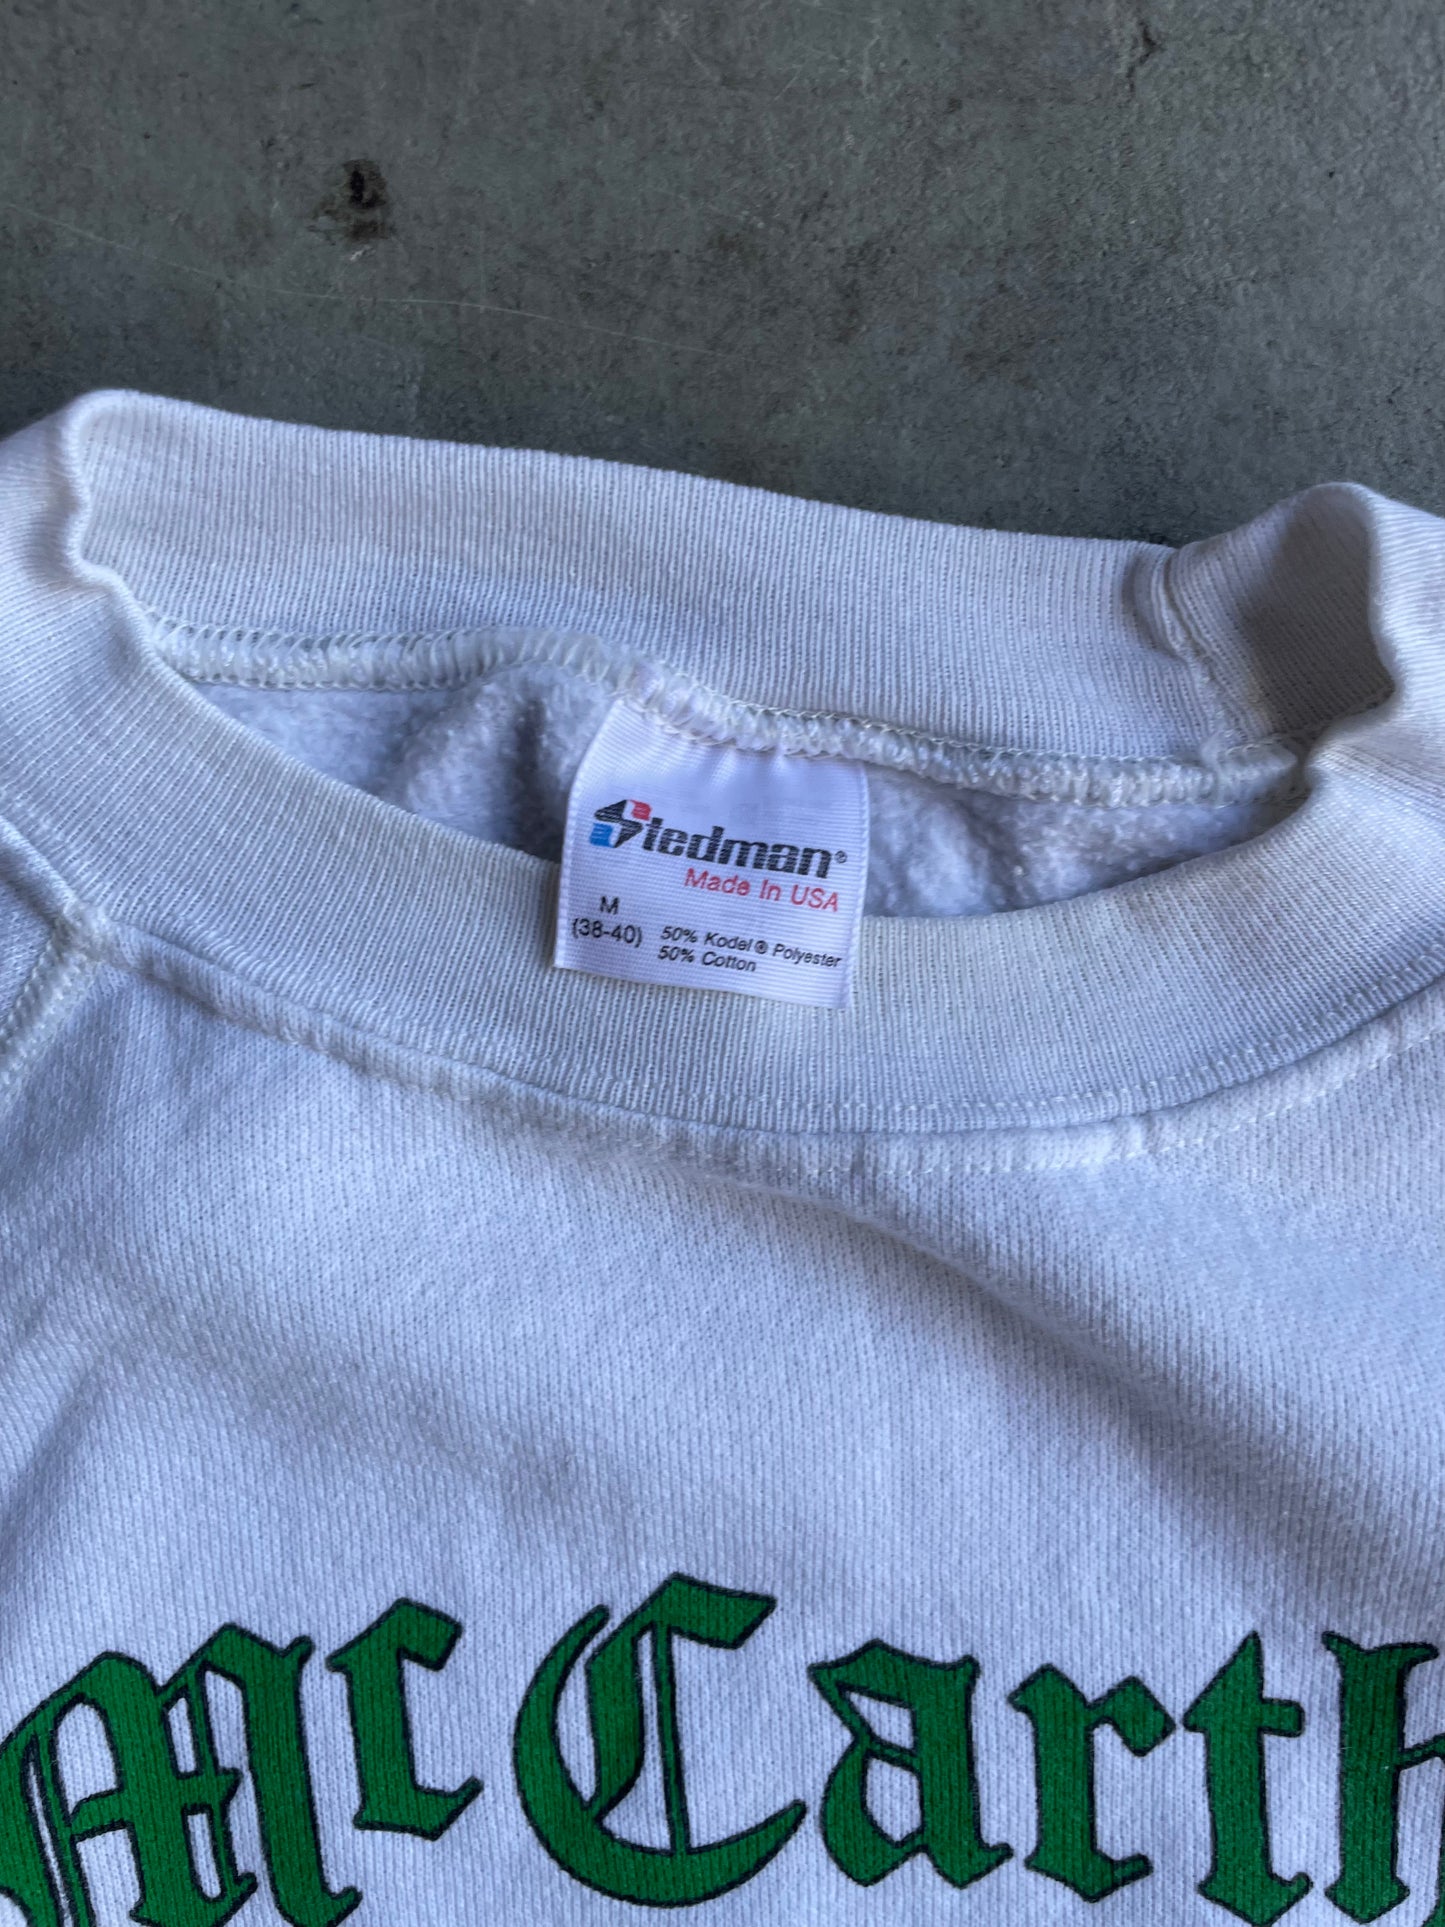 Stedman®
Made In USA
M
(38-40)
50% Kodel® Polyester
50% Cotton
McCarth